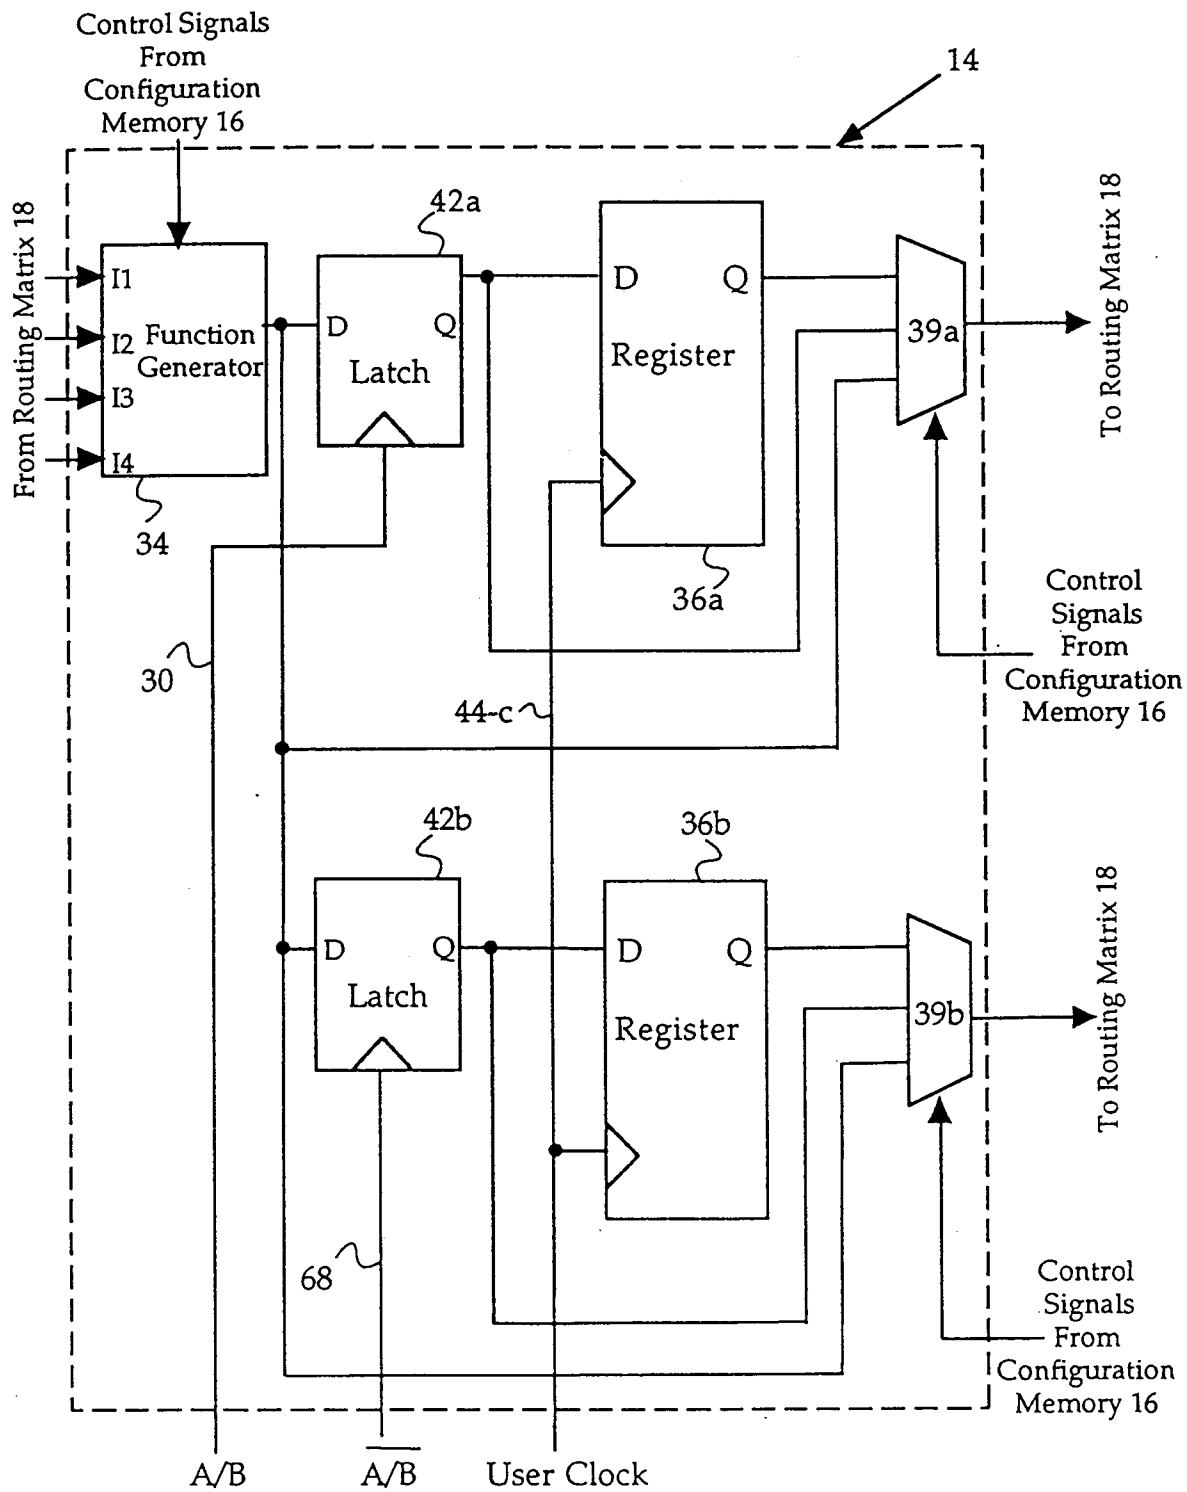 Control Signals
From
Configuration
Memory 16
14
From Routing Matrix 18
I1
I2
I3
I4
Function
Generator
34
42a
D
Q
Latch
D
Q
Register
36a
39a
To Routing Matrix 18
Control
Signals
From
Configuration
Memory 16
30
44-c
42b
D
Q
Latch
36b
D
Q
Register
39b
To Routing Matrix 18
68
Control
Signals
From
Configuration
Memory 16
A/B
A̅/̅B̅
User Clock